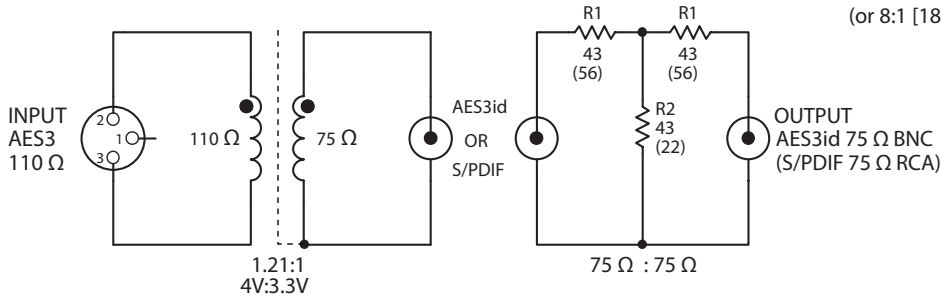 (or 8:1 [18
R1
R1
43
(56)
43
(56)
INPUT
AES3
110 Ω
2
1
3
110 Ω
75 Ω
AES3id
OR
S/PDIF
R2
43
(22)
OUTPUT
AES3id 75 Ω BNC
(S/PDIF 75 Ω RCA)
1.21:1
4V:3.3V
75 Ω : 75 Ω